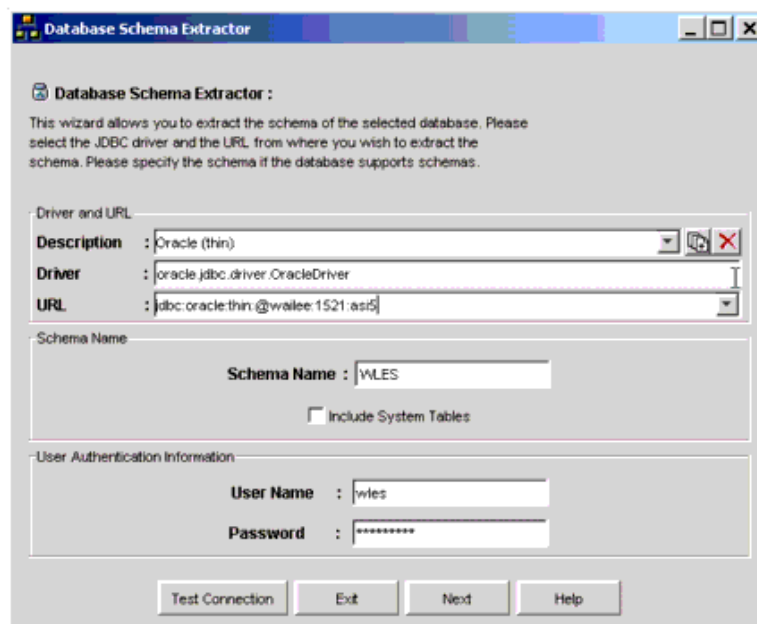 Database Schema Extractor
Database Schema Extractor :
This wizard allows you to extract the schema of the selected database. Please
select the JDBC driver and the URL from where you wish to extract the
schema. Please specify the schema if the database supports schemas.
Driver and URL
Description : Oracle (thin)
Driver : oracle.jdbc.driver.OracleDriver
URL : jdbc:oracle:thin:@wailee:1521:asi5
Schema Name
Schema Name : WLES
Include System Tables
User Authentication Information
User Name : wles
Password : *********
Test Connection Exit Next Help